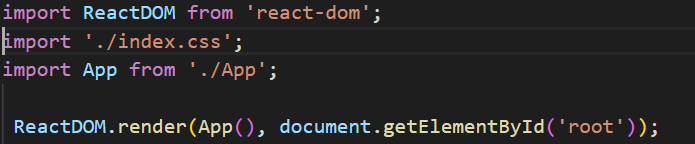 import ReactDOM from 'react-dom';
import './index.css';
import App from './App';
ReactDOM.render(App(), document.getElementById('root'));